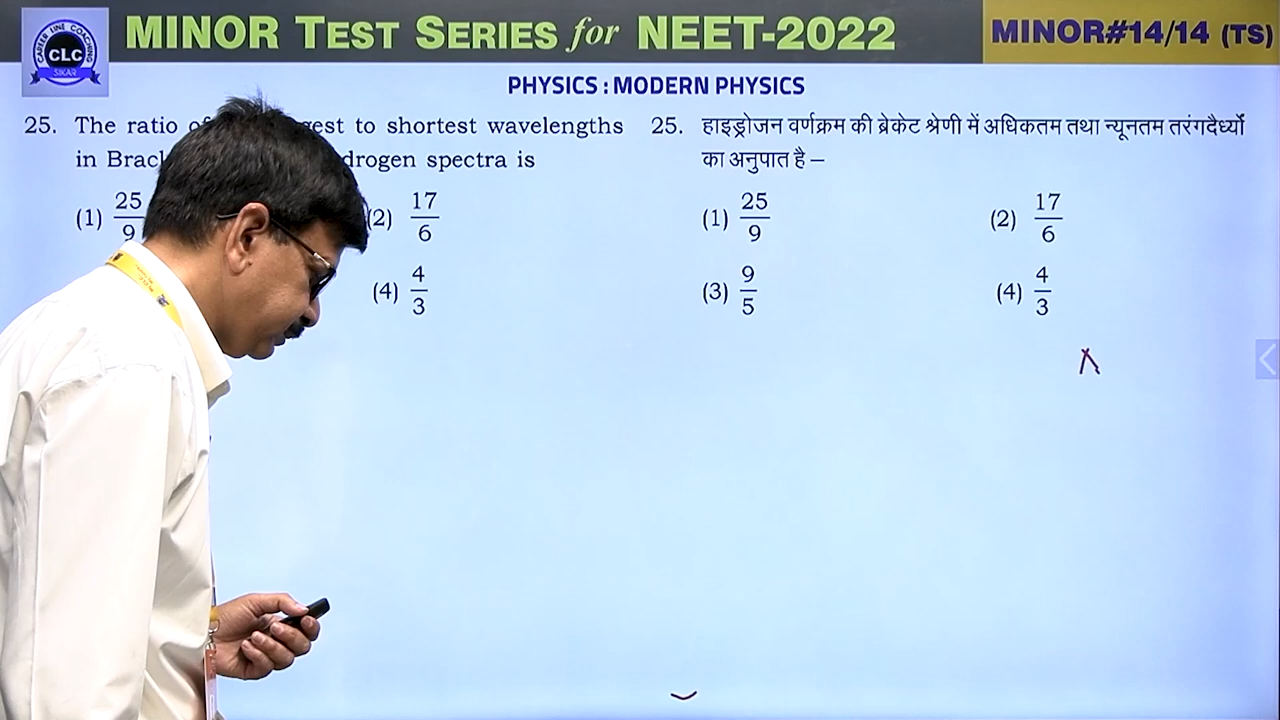 MINOR TEST SERIES for NEET-2022
MINOR#14/14 (TS)
CAREER LINE COACHING
CLC
SIKAR
PHYSICS : MODERN PHYSICS
25. The ratio of gest to shortest wavelengths
in Brac drogen spectra is
(1) 25/9
(2) 17/6
(4) 4/3
25. हाइड्रोजन वर्णक्रम की ब्रेकेट श्रेणी में अधिकतम तथा न्यूनतम तरंगदैर्ध्यों
का अनुपात है –
(1) 25/9
(2) 17/6
(3) 9/5
(4) 4/3